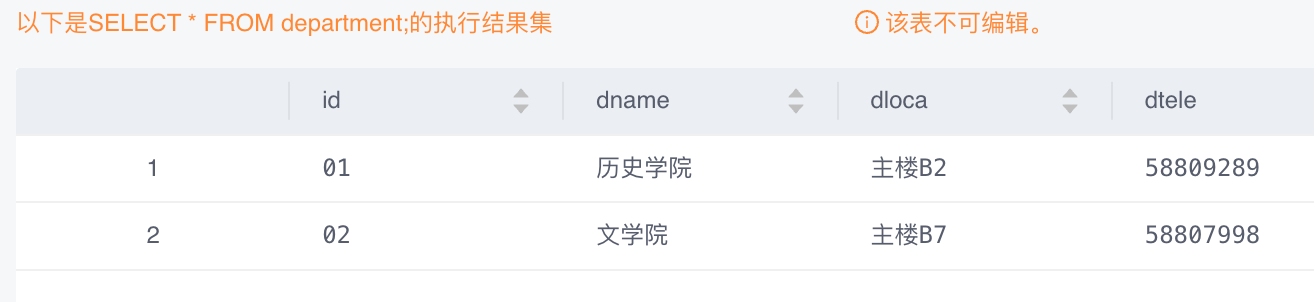 以下是SELECT * FROM department;的执行结果集 该表不可编辑。
id dname dloca dtele
1 01 历史学院 主楼B2 58809289
2 02 文学院 主楼B7 58807998